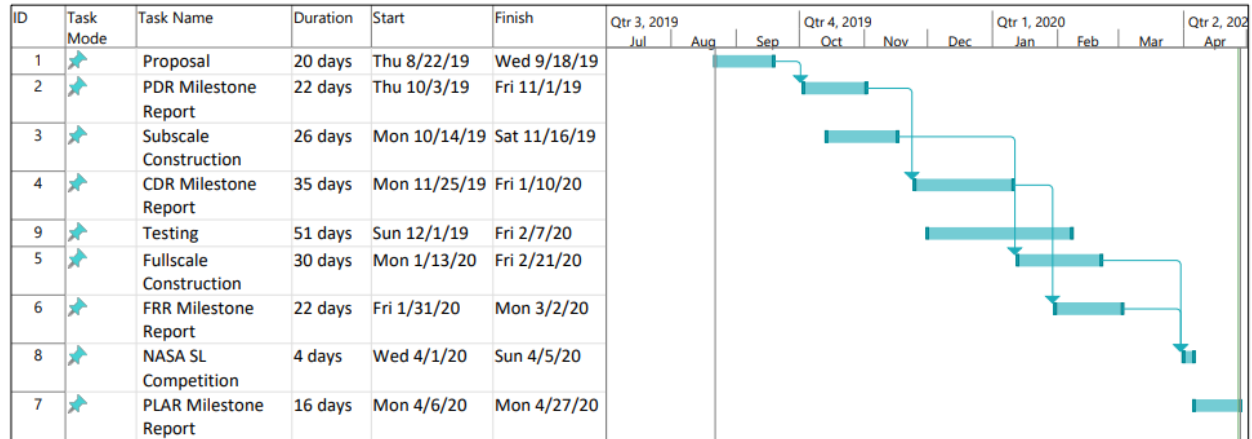 ID Task Mode Task Name Duration Start Finish
Qtr 3, 2019 Qtr 4, 2019 Qtr 1, 2020 Qtr 2, 202
Jul Aug Sep Oct Nov Dec Jan Feb Mar Apr
1 Proposal 20 days Thu 8/22/19 Wed 9/18/19
2 PDR Milestone 22 days Thu 10/3/19 Fri 11/1/19
Report
3 Subscale 26 days Mon 10/14/19 Sat 11/16/19
Construction
4 CDR Milestone 35 days Mon 11/25/19 Fri 1/10/20
Report
9 Testing 51 days Sun 12/1/19 Fri 2/7/20
5 Fullscale 30 days Mon 1/13/20 Fri 2/21/20
Construction
6 FRR Milestone 22 days Fri 1/31/20 Mon 3/2/20
Report
8 NASA SL 4 days Wed 4/1/20 Sun 4/5/20
Competition
7 PLAR Milestone 16 days Mon 4/6/20 Mon 4/27/20
Report